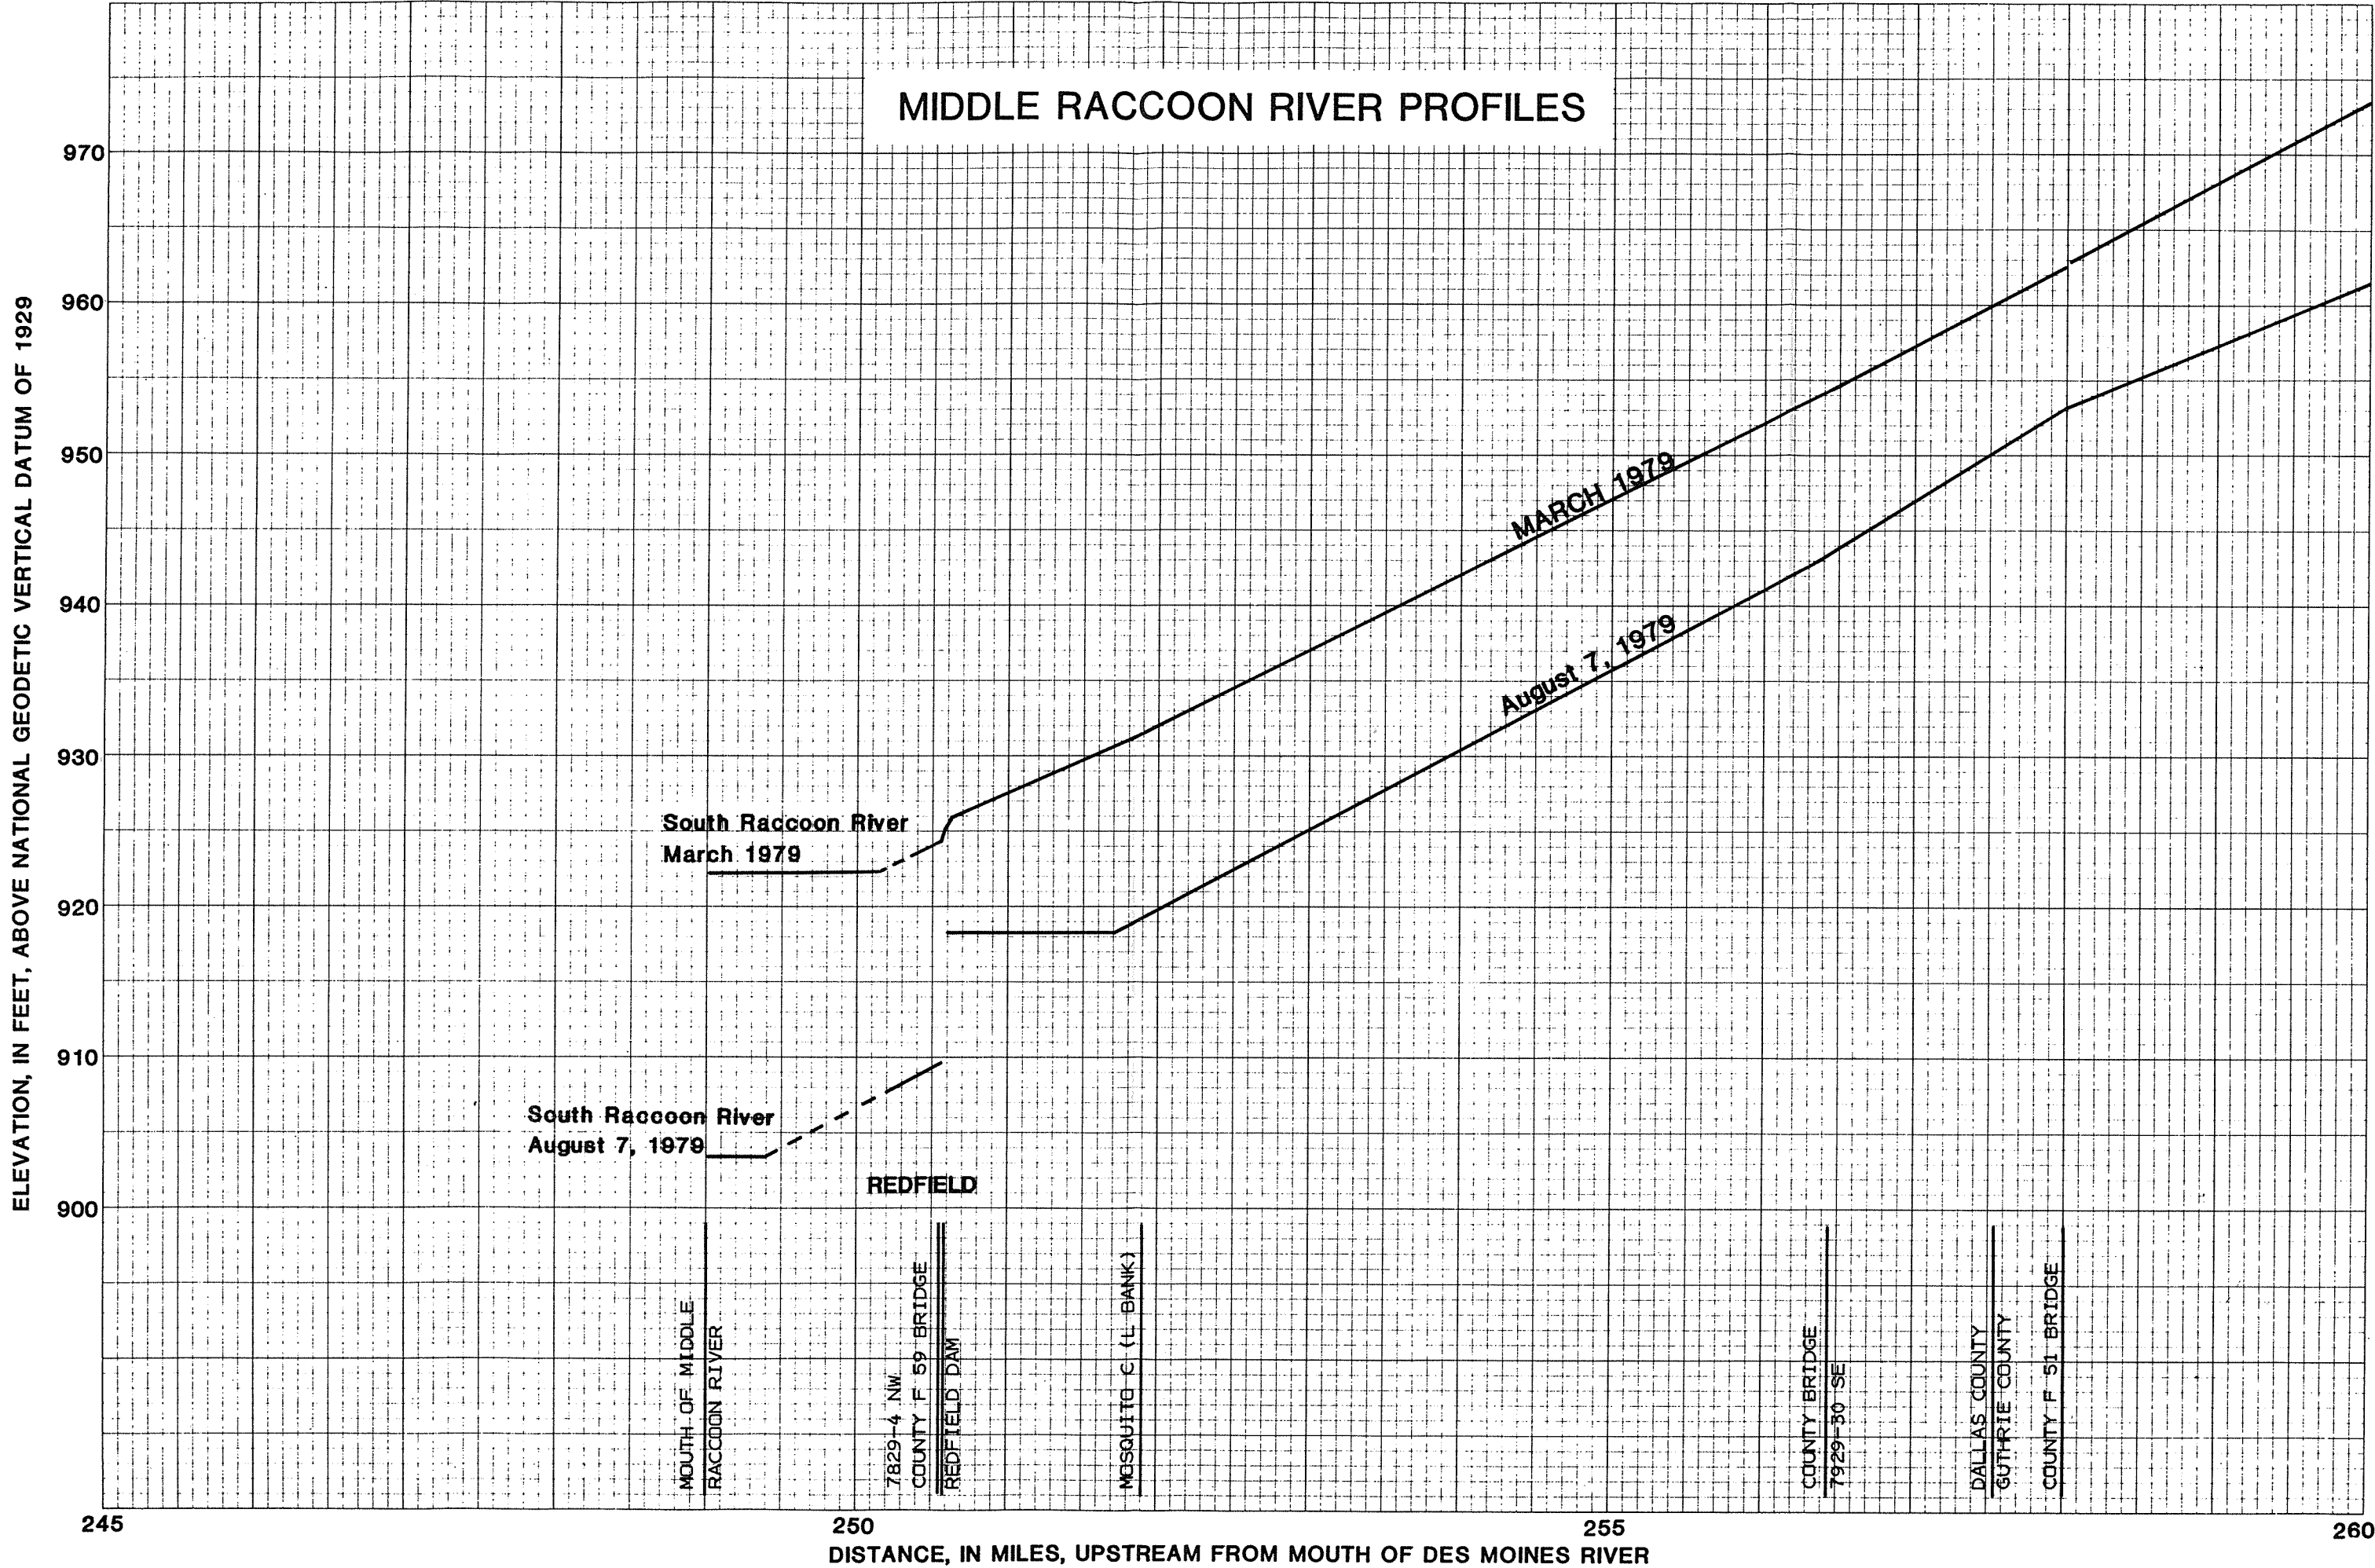 MIDDLE RACCOON RIVER PROFILES
ELEVATION, IN FEET, ABOVE NATIONAL GEODETIC VERTICAL DATUM OF 1929
970
960
950
940
930
920
910
900
MARCH 1979
August 7, 1979
South Raccoon River
March 1979
South Raccoon River
August 7, 1979
REDFIELD
MOUTH OF MIDDLE
RACCOON RIVER
7829-4 NW
COUNTY F 59 BRIDGE
REDFIELD DAM
MOSQUITO C (L BANK)
COUNTY BRIDGE
7929-30 SE
DALLAS COUNTY
GUTHRIE COUNTY
COUNTY F 51 BRIDGE
245
250
255
260
DISTANCE, IN MILES, UPSTREAM FROM MOUTH OF DES MOINES RIVER